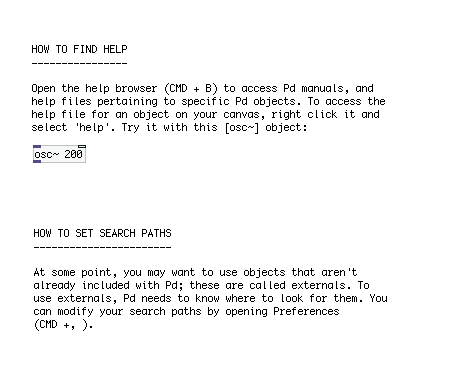 HOW TO FIND HELP
----------------
Open the help browser (CMD + B) to access Pd manuals, and
help files pertaining to specific Pd objects. To access the
help file for an object on your canvas, right click it and
select 'help'. Try it with this [osc~] object:
osc~ 200
HOW TO SET SEARCH PATHS
-----------------------
At some point, you may want to use objects that aren't
already included with Pd; these are called externals. To
use externals, Pd needs to know where to look for them. You
can modify your search paths by opening Preferences
(CMD +, ).